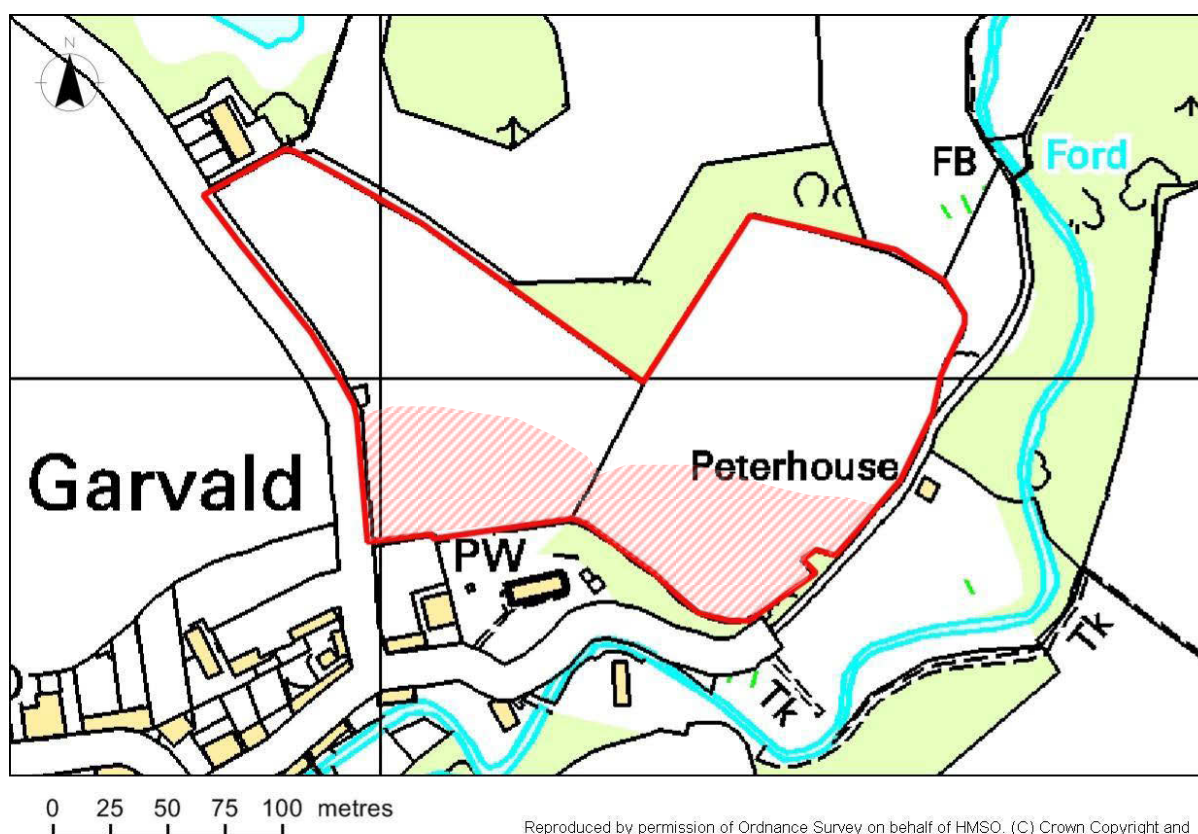 N
FB
Ford
Garvald
Peterhouse
PW
Tk
Tk
0 25 50 75 100 metres
Reproduced by permission of Ordnance Survey on behalf of HMSO. (C) Crown Copyright and